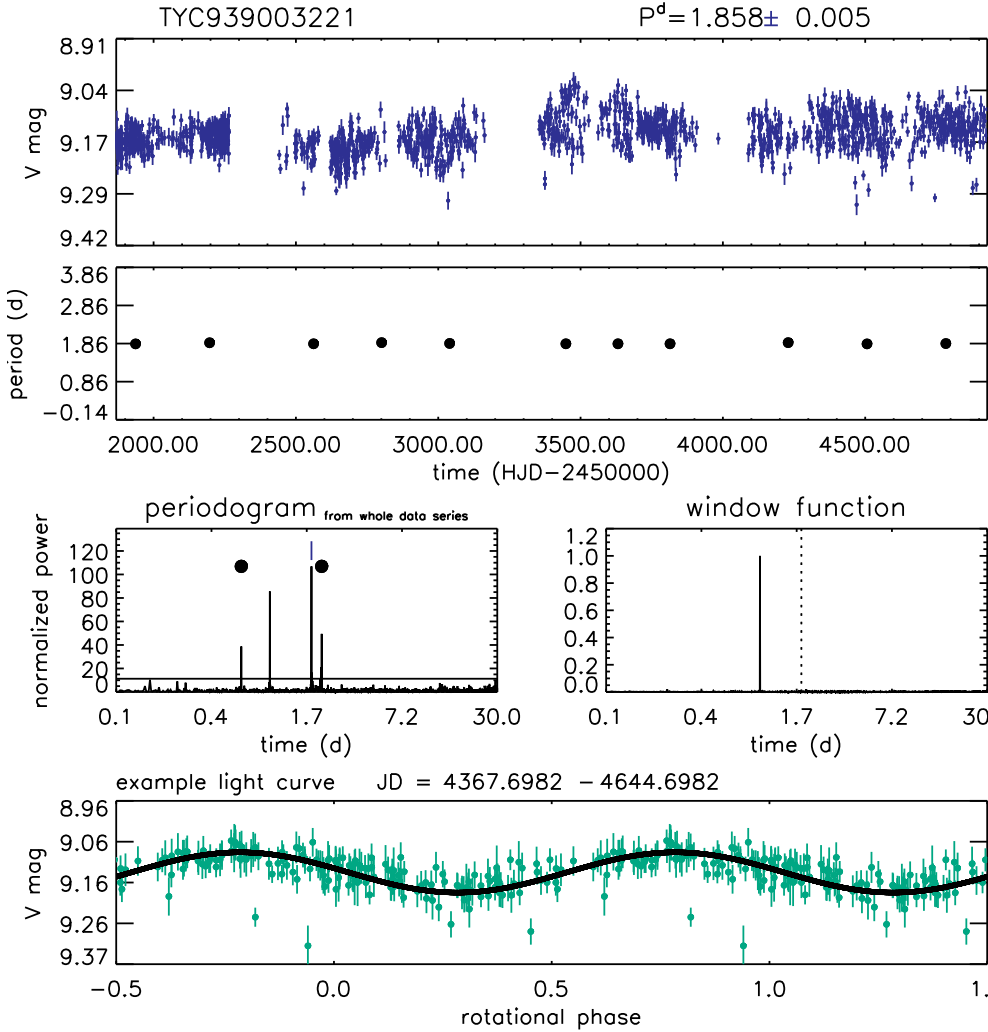 TYC939003221 P^d=1.858± 0.005
8.91
9.04
9.17
9.29
9.42
V mag
3.86
2.86
1.86
0.86
−0.14
period (d)
2000.00 2500.00 3000.00 3500.00 4000.00 4500.00
time (HJD−2450000)
periodogram from whole data series
120
100
80
60
40
20
0
normalized power
0.1 0.4 1.7 7.2 30.0
time (d)
window function
1.2
1.0
0.8
0.6
0.4
0.2
0.0
0.1 0.4 1.7 7.2 30
time (d)
example light curve JD = 4367.6982 −4644.6982
8.96
9.06
9.16
9.26
9.37
V mag
−0.5 0.0 0.5 1.0 1.
rotational phase